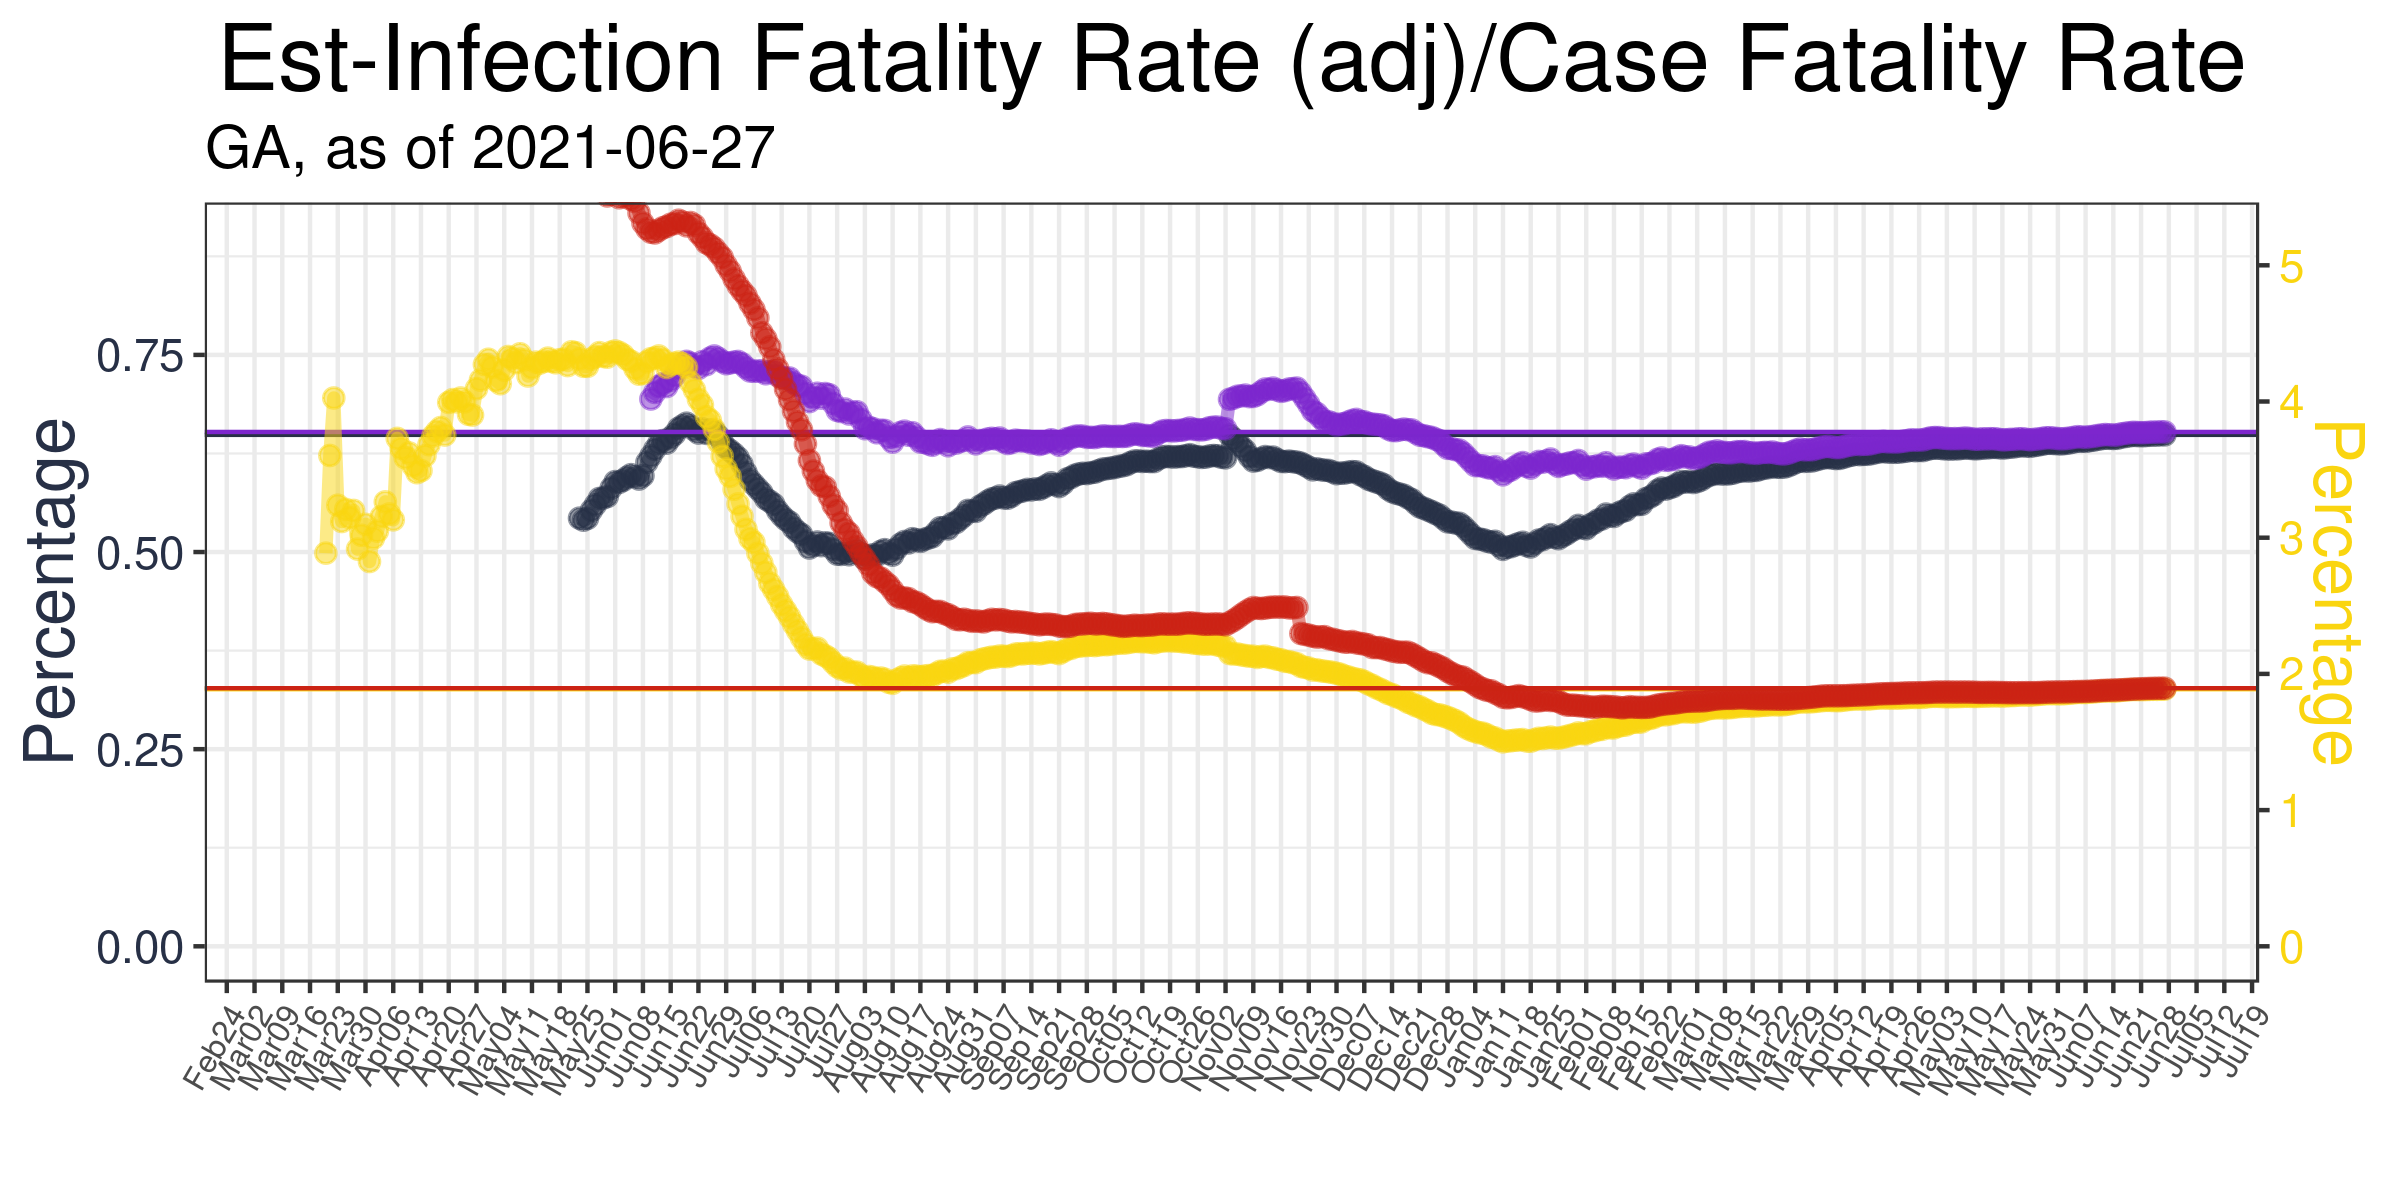 Est-Infection Fatality Rate (adj)/Case Fatality Rate
GA, as of 2021-06-27
Percentage
0.75
0.50
0.25
0.00
5
4
3
2
1
0
Percentage
Feb24
Mar02
Mar09
Mar16
Mar23
Mar30
Apr06
Apr13
Apr20
Apr27
May04
May11
May18
May25
Jun01
Jun08
Jun15
Jun22
Jun29
Jul06
Jul13
Jul20
Jul27
Aug03
Aug10
Aug17
Aug24
Aug31
Sep07
Sep14
Sep21
Sep28
Oct05
Oct12
Oct19
Oct26
Nov02
Nov09
Nov16
Nov23
Nov30
Dec07
Dec14
Dec21
Dec28
Jan04
Jan11
Jan18
Jan25
Feb01
Feb08
Feb15
Feb22
Mar01
Mar08
Mar15
Mar22
Mar29
Apr05
Apr12
Apr19
Apr26
May03
May10
May17
May24
May31
Jun07
Jun14
Jun21
Jun28
Jul05
Jul12
Jul19